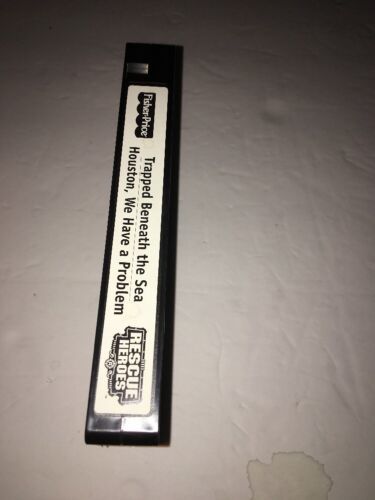 Fisher-Price
Trapped Beneath the Sea
Houston, We Have a Problem
RESCUE
HEROES